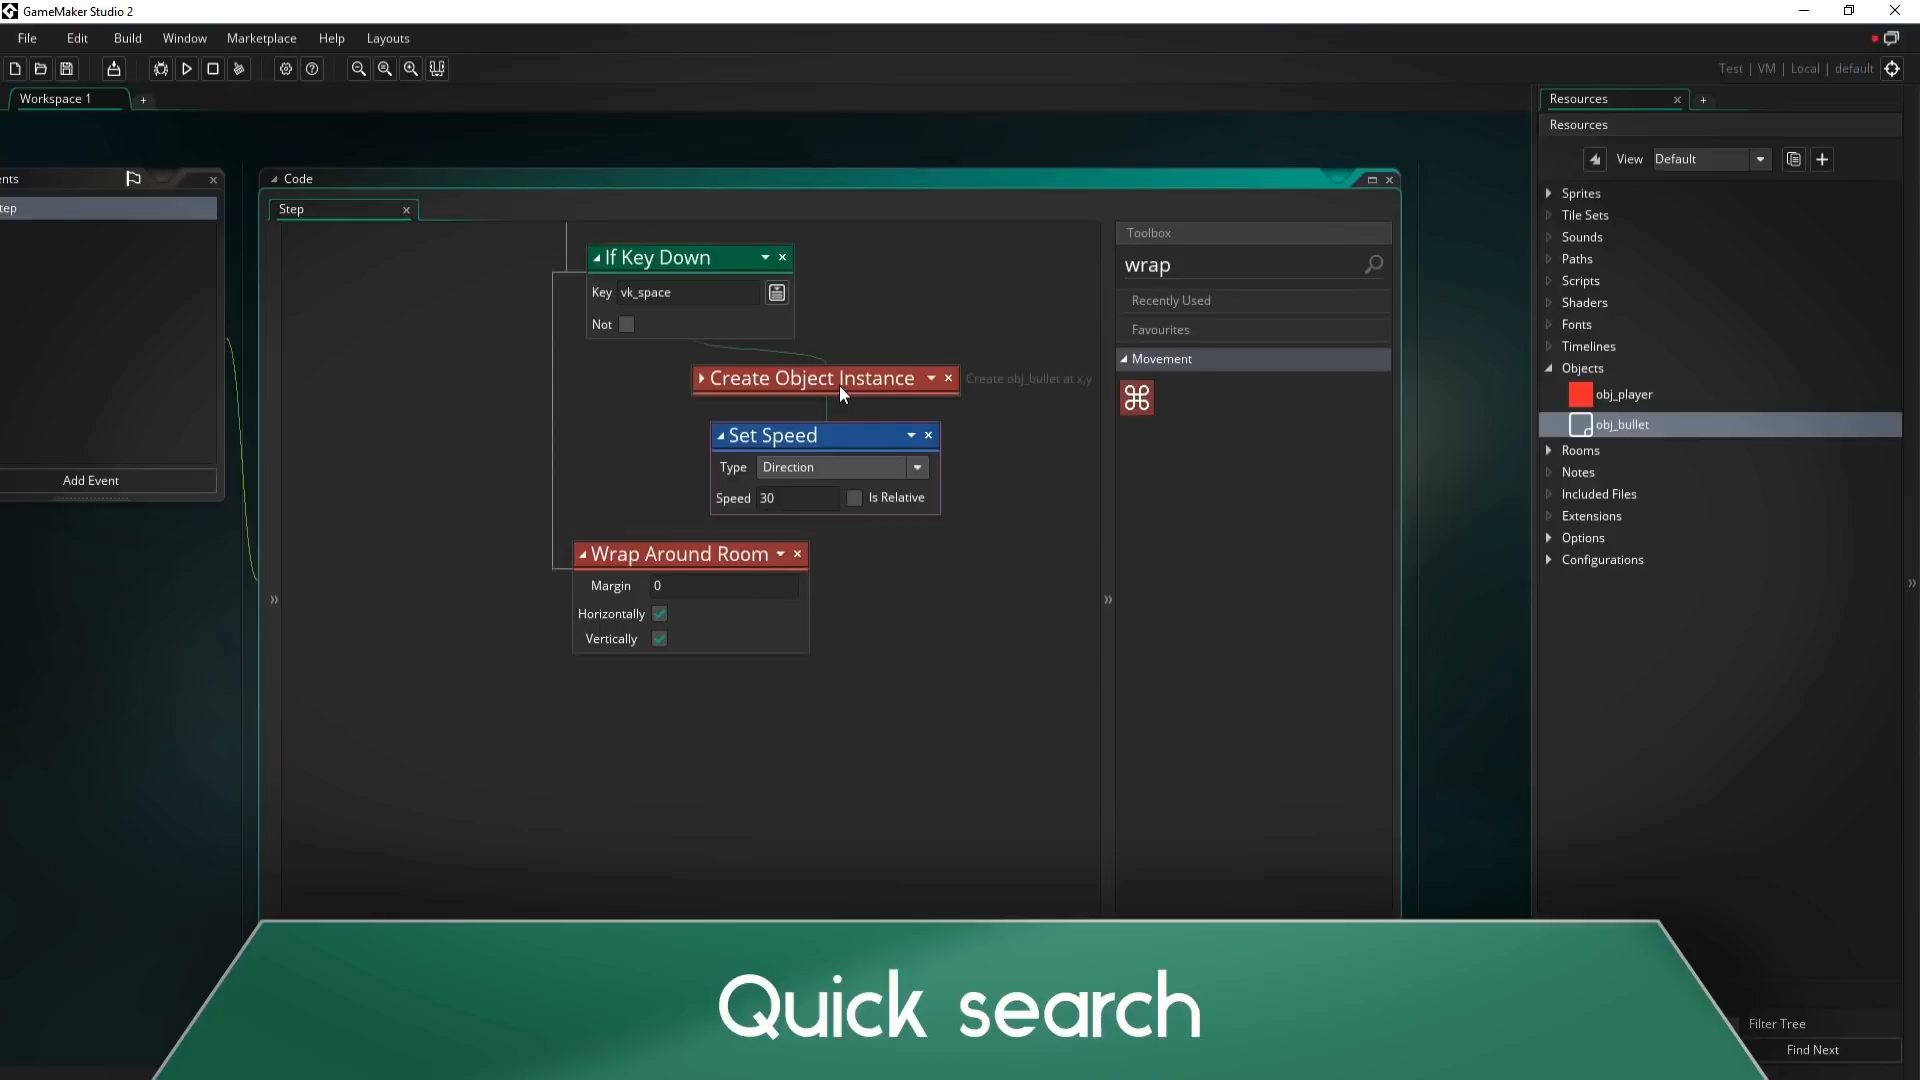 GameMaker Studio 2
File Edit Build Window Marketplace Help Layouts
Test | VM | Local | default
Workspace 1 +
ents
tep
Add Event
Code
Step
If Key Down
Key vk_space
Not
Create Object Instance Create obj_bullet at x,y
Set Speed
Type Direction
Speed 30 Is Relative
Wrap Around Room
Margin 0
Horizontally
Vertically
Toolbox
wrap
Recently Used
Favourites
Movement
Resources
Resources
View Default
Sprites
Tile Sets
Sounds
Paths
Scripts
Shaders
Fonts
Timelines
Objects
obj_player
obj_bullet
Rooms
Notes
Included Files
Extensions
Options
Configurations
Filter Tree
Find Next
Quick search